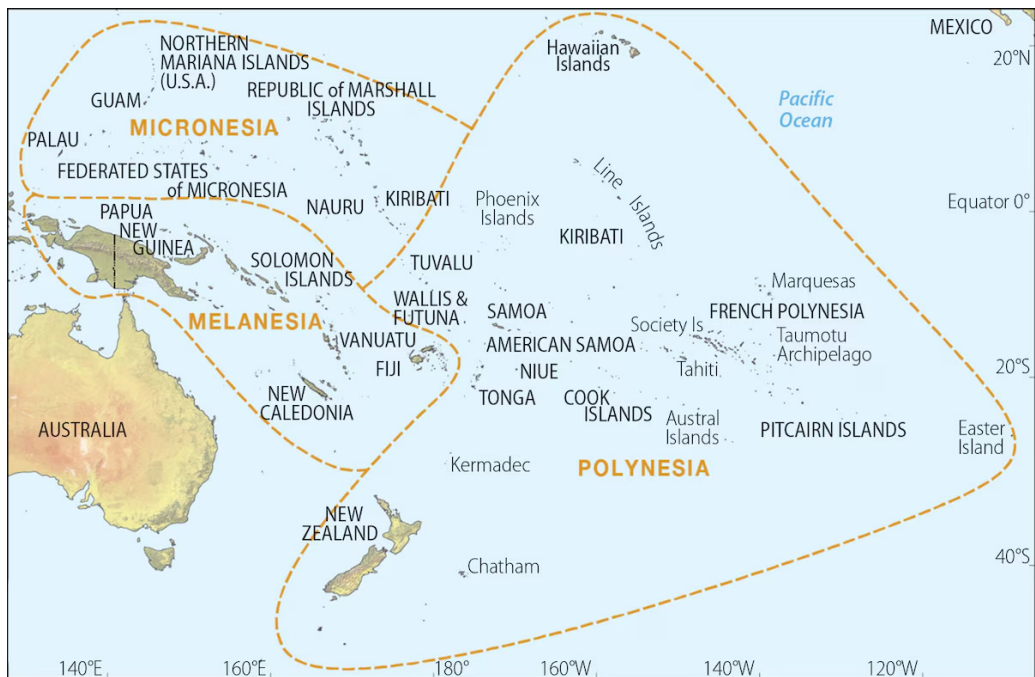 MEXICO
20°N
NORTHERN
MARIANA ISLANDS
(U.S.A.)
Hawaiian
Islands
GUAM
REPUBLIC of MARSHALL
ISLANDS
Pacific
Ocean
MICRONESIA
PALAU
FEDERATED STATES
of MICRONESIA
Line Islands
NAURU
KIRIBATI
Phoenix
Islands
Equator 0°
PAPUA
NEW
GUINEA
KIRIBATI
SOLOMON
ISLANDS
TUVALU
Marquesas
WALLIS &
FUTUNA
SAMOA
FRENCH POLYNESIA
MELANESIA
Society Is
Taumotu
Archipelago
VANUATU
AMERICAN SAMOA
FIJI
NIUE
Tahiti
20°S
NEW
CALEDONIA
TONGA
COOK
ISLANDS
Austral
Islands
PITCAIRN ISLANDS
Easter
Island
AUSTRALIA
Kermadec
POLYNESIA
NEW
ZEALAND
Chatham
40°S
140°E
160°E
180°
160°W
140°W
120°W